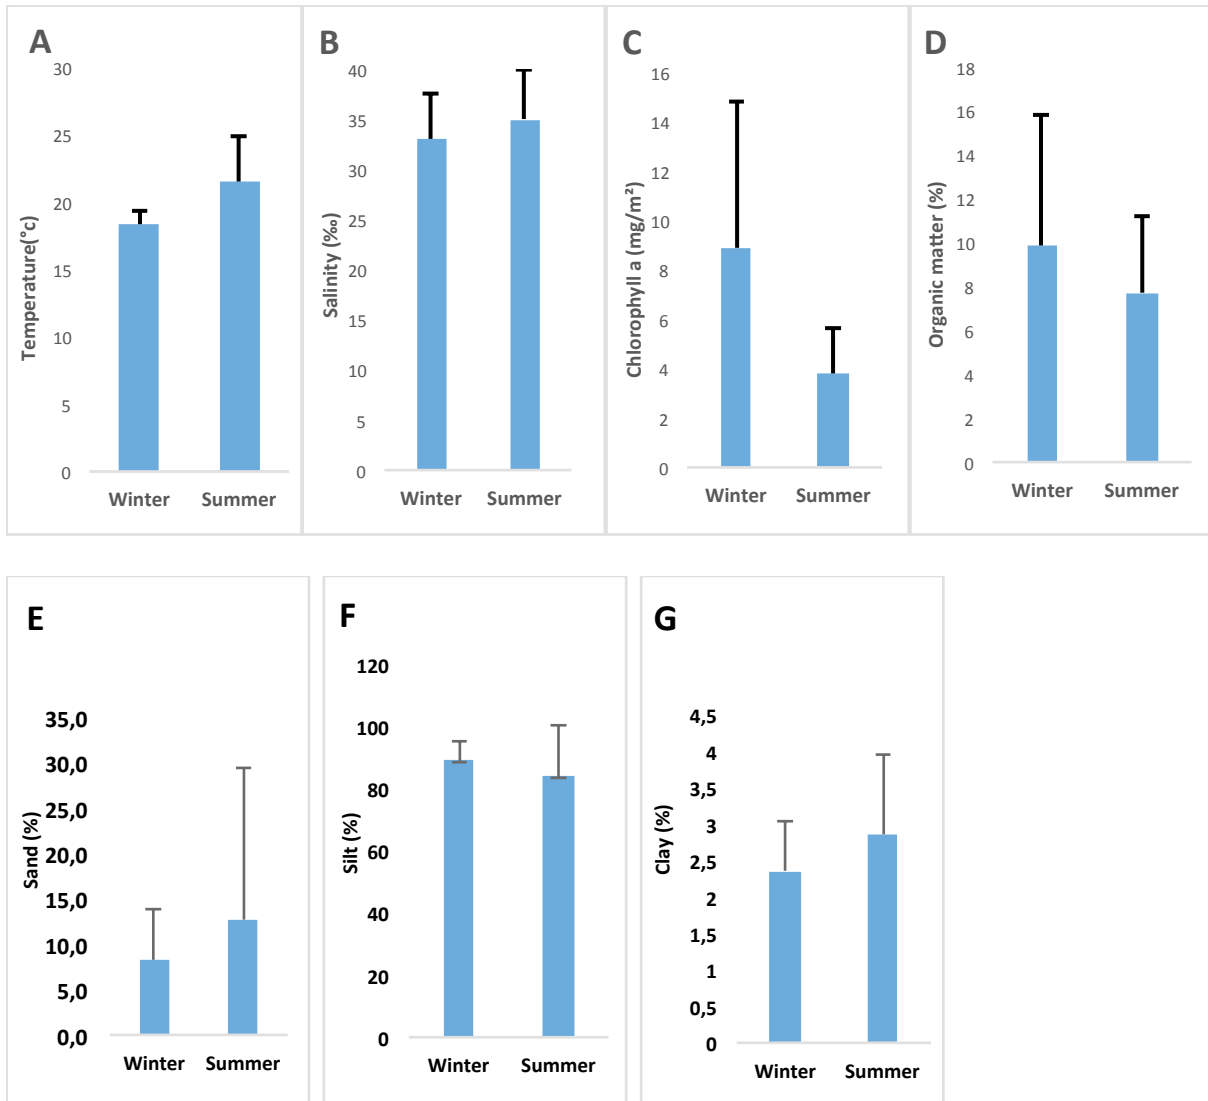 A
Temperature(°c)
30
25
20
15
10
5
0
Winter Summer
B
Salinity (‰)
40
35
30
25
20
15
10
5
0
Winter Summer
C
Chlorophyll a (mg/m²)
16
14
12
10
8
6
4
2
0
Winter Summer
D
Organic matter (%)
18
16
14
12
10
8
6
4
2
0
Winter Summer
E
Sand (%)
35,0
30,0
25,0
20,0
15,0
10,0
5,0
0,0
Winter Summer
F
Silt (%)
120
100
80
60
40
20
0
Winter Summer
G
Clay (%)
4,5
4
3,5
3
2,5
2
1,5
1
0,5
0
Winter Summer